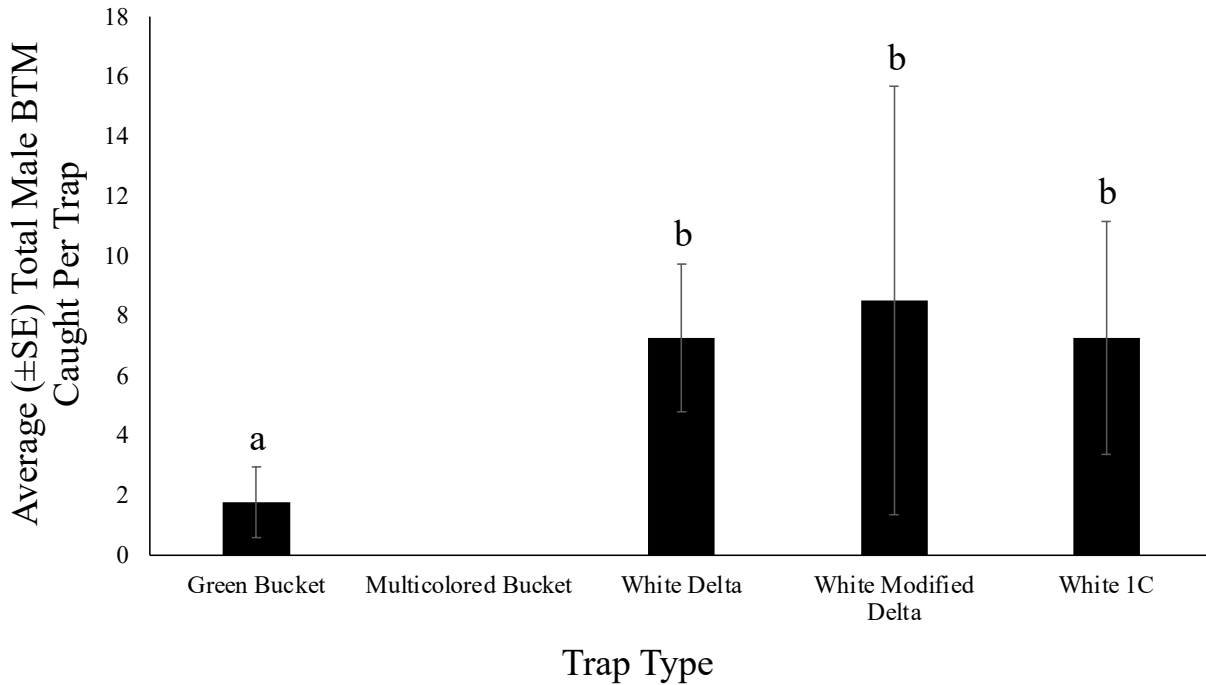 Average (±SE) Total Male BTM
Caught Per Trap
18
16
14
12
10
8
6
4
2
0
a
b
b
b
Green Bucket
Multicolored Bucket
White Delta
White Modified
Delta
White 1C
Trap Type